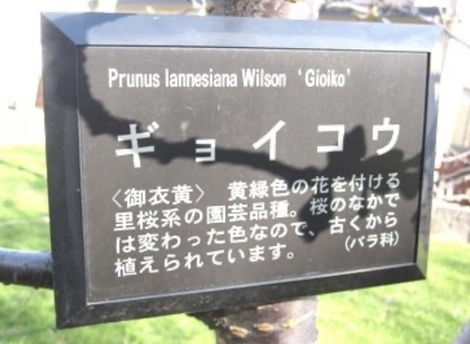 Prunus lannesiana Wilson ‘Gioiko’
ギョイコウ
〈御衣黄〉 黄緑色の花を付ける
里桜系の園芸品種。桜のなかで
は変わった色なので、古くから
植えられています。 （バラ科）